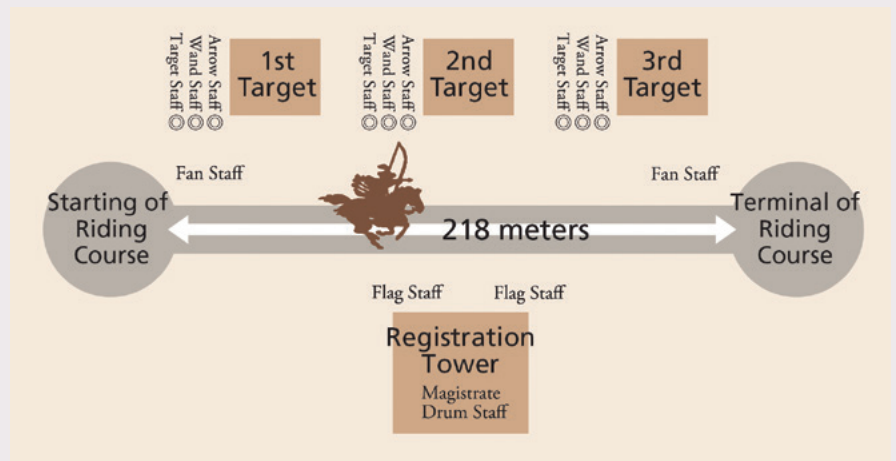 Target Staff
Wand Staff
Arrow Staff
1st
Target
Target Staff
Wand Staff
Arrow Staff
2nd
Target
Target Staff
Wand Staff
Arrow Staff
3rd
Target
Fan Staff
Fan Staff
Starting of
Riding
Course
218 meters
Terminal of
Riding
Course
Flag Staff
Flag Staff
Registration
Tower
Magistrate
Drum Staff